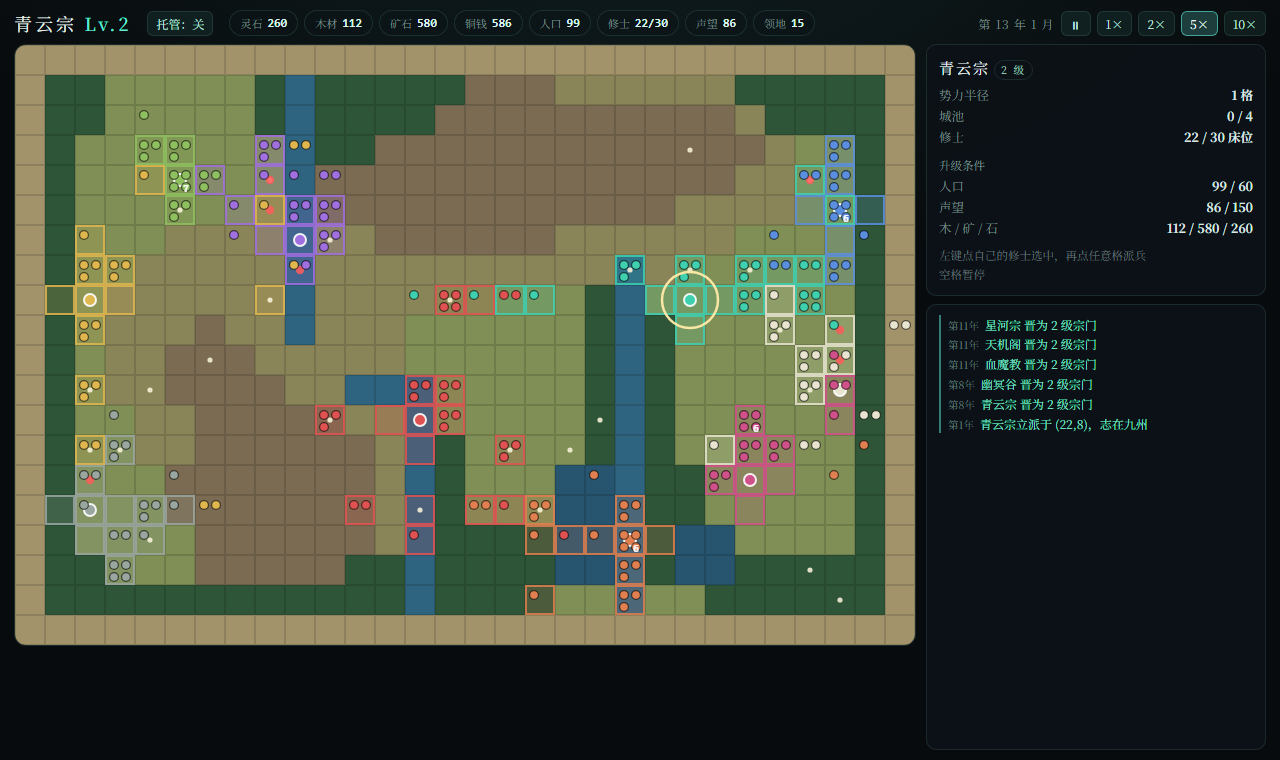 青云宗 Lv.2 托管: 关 灵石 260 木材 112 矿石 580 铜钱 586 人口 99 修士 22/30 声望 86 领地 15 第 13 年 1 月 ⏸ 1× 2× 5× 10×
青云宗 2 级
势力半径 1 格
城池 0 / 4
修士 22 / 30 床位
升级条件
人口 99 / 60
声望 86 / 150
木 / 矿 / 石 112 / 580 / 260
左键点自己的修士选中，再点任意格派兵
空格暂停
第11年 星河宗 晋为 2 级宗门
第11年 天机阁 晋为 2 级宗门
第11年 血魔教 晋为 2 级宗门
第8年 幽冥谷 晋为 2 级宗门
第8年 青云宗 晋为 2 级宗门
第1年 青云宗立派于 (22,8)，志在九州
7
6
6
6